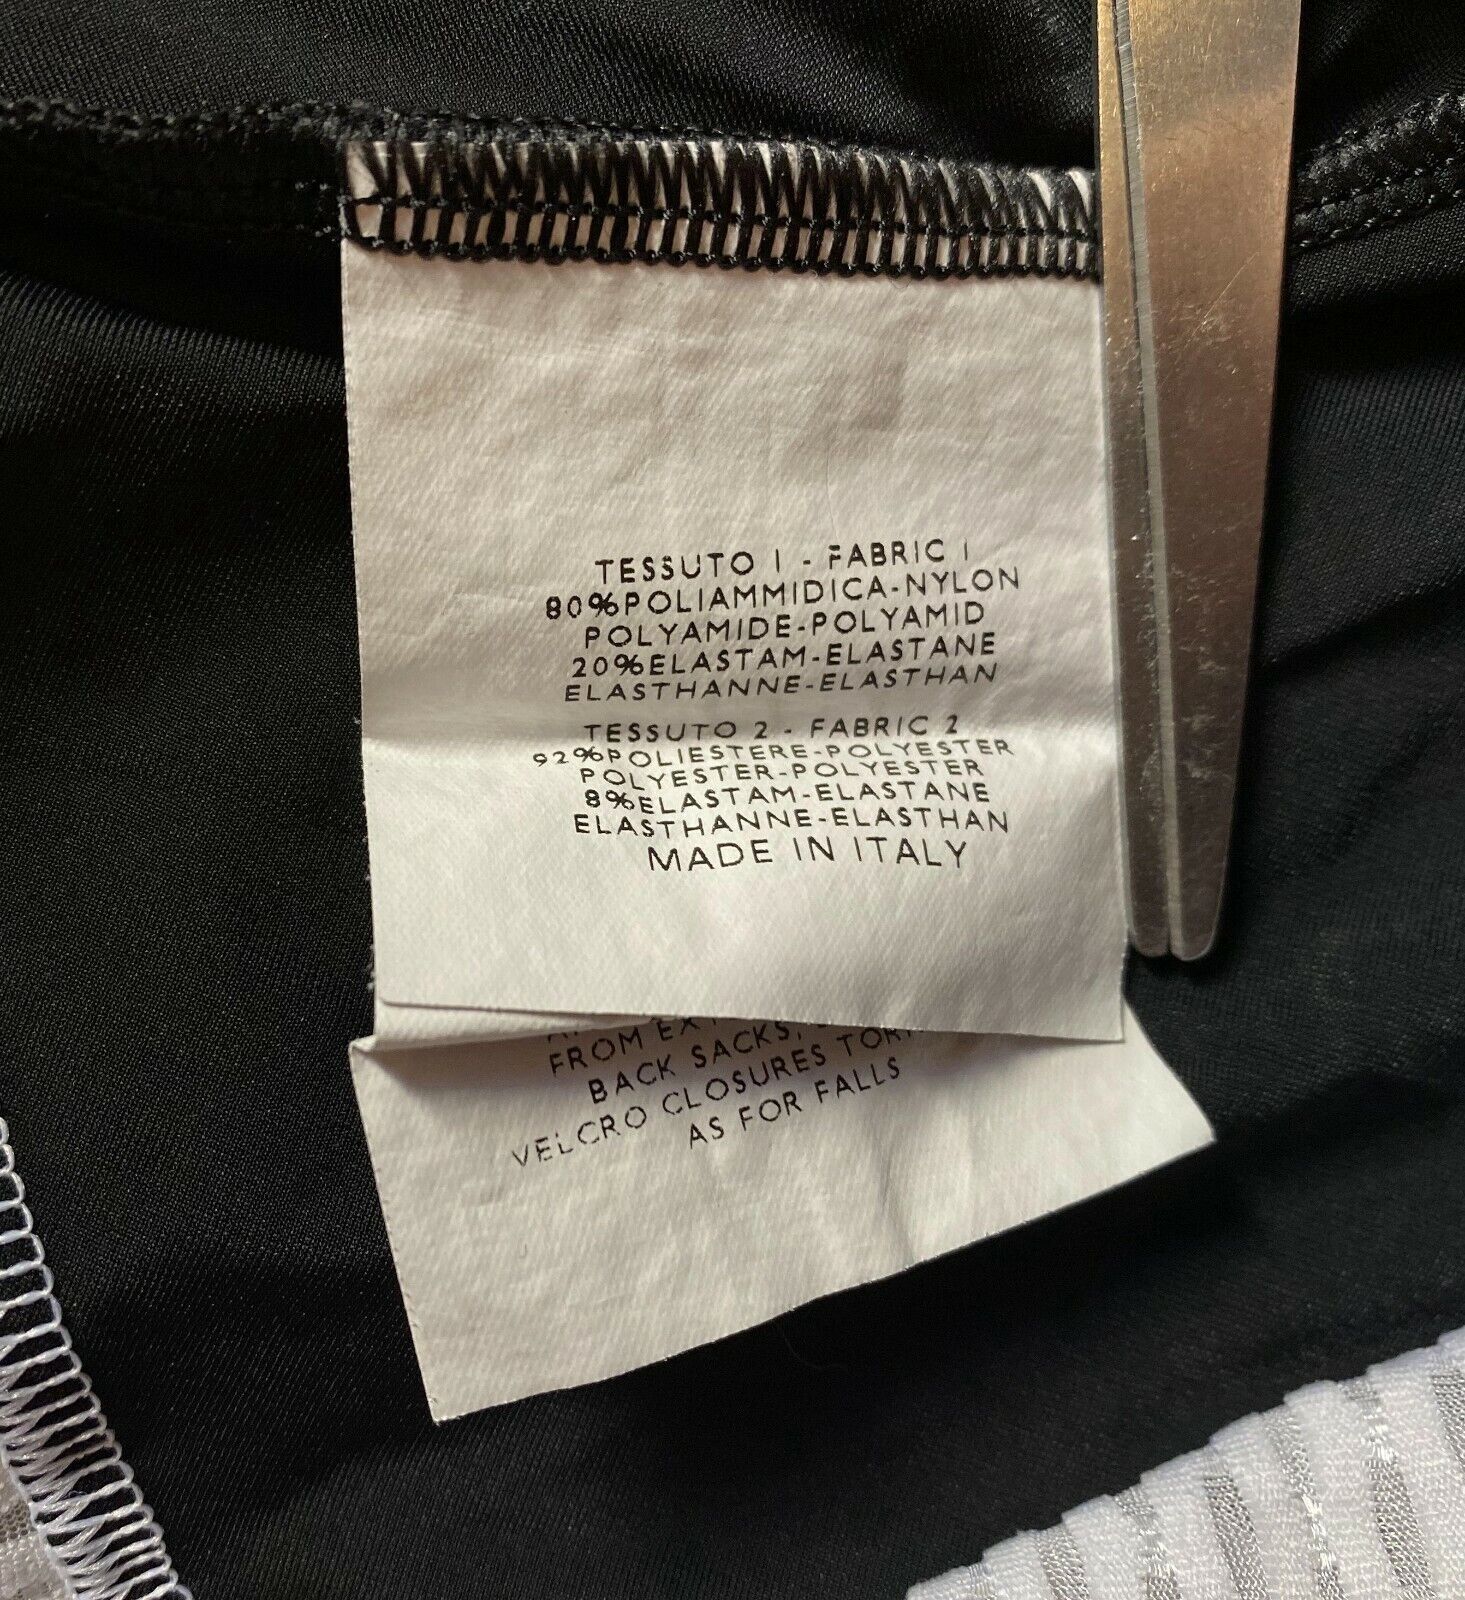 TESSUTO 1 - FABRIC 1
80%POLIAMMIDICA-NYLON
POLYAMIDE-POLYAMID
20%ELASTAM-ELASTANE
ELASTHANNE-ELASTHAN
TESSUTO 2 - FABRIC 2
92%POLIESTERE-POLYESTER
POLYESTER-POLYESTER
8%ELASTAM-ELASTANE
ELASTHANNE-ELASTHAN
MADE IN ITALY
FROM
BACK SACKS,
VELCRO CLOSURES
AS FOR FALLS